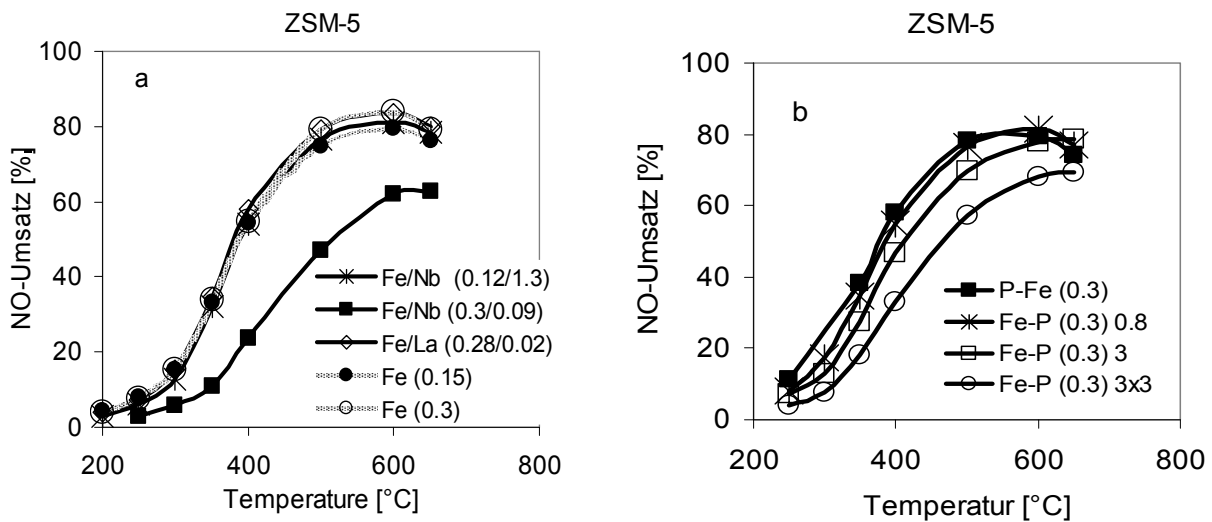 ZSM-5
a
NO-Umsatz [%]
100
80
60
40
20
0
200
400
600
800
Temperature [°C]
Fe/Nb (0.12/1.3)
Fe/Nb (0.3/0.09)
Fe/La (0.28/0.02)
Fe (0.15)
Fe (0.3)
ZSM-5
b
NO-Umsatz [%]
100
80
60
40
20
0
200
400
600
800
Temperatur [°C]
P-Fe (0.3)
Fe-P (0.3) 0.8
Fe-P (0.3) 3
Fe-P (0.3) 3x3